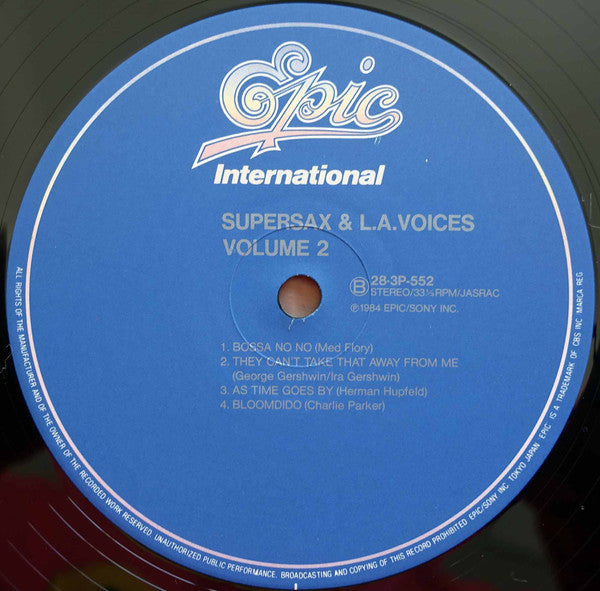 Epic
International
SUPERSAX & L.A.VOICES
VOLUME 2
B 28·3P-552
STEREO/33⅓RPM/JASRAC
℗1984 EPIC/SONY INC.
1. BOSSA NO NO (Med Flory)
2. THEY CAN'T TAKE THAT AWAY FROM ME
(George Gershwin/Ira Gershwin)
3. AS TIME GOES BY (Herman Hupfeld)
4. BLOOMDIDO (Charlie Parker)
ALL RIGHTS OF THE MANUFACTURER AND OF THE OWNER OF THE RECORDED WORK RESERVED. UNAUTHORIZED PUBLIC PERFORMANCE, BROADCASTING AND COPYING OF THIS RECORD PROHIBITED EPIC/SONY INC TOKYO JAPAN EPIC IS A TRADEMARK OF CBS INC MARCA REG.